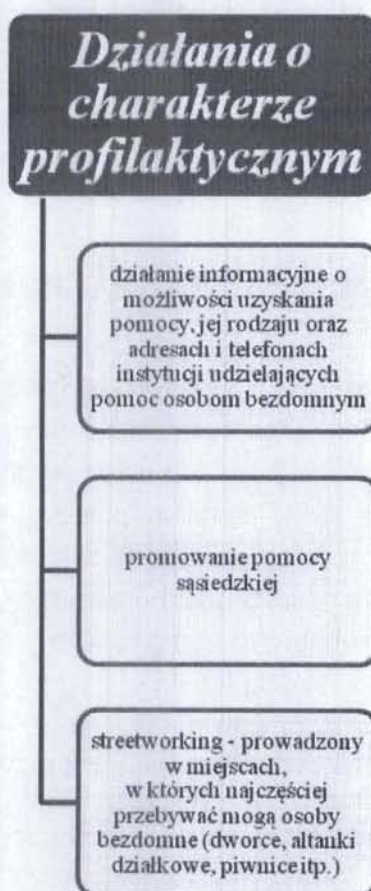 Działania o
charakterze
profilaktycznym
działanie informacyjne o
możliwości uzyskania
pomocy, jej rodzaju oraz
adresach i telefonach
instytucji udzielających
pomoc osobom bezdomnym
promowanie pomocy
sąsiedzkiej
streetworking - prowadzony
w miejscach,
w których najczęściej
przebywać mogą osoby
bezdomne (dworce, altanki
działkowe, piwnice itp.)